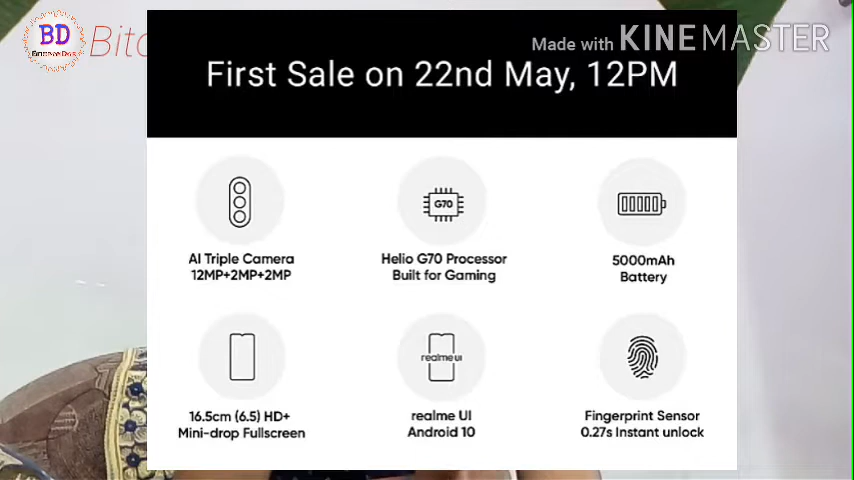 BD
Bitc
Made with KINEMASTER
First Sale on 22nd May, 12PM
G70
AI Triple Camera
12MP+2MP+2MP
Helio G70 Processor
Built for Gaming
5000mAh
Battery
realme UI
16.5cm (6.5) HD+
Mini-drop Fullscreen
realme UI
Android 10
Fingerprint Sensor
0.27s Instant unlock